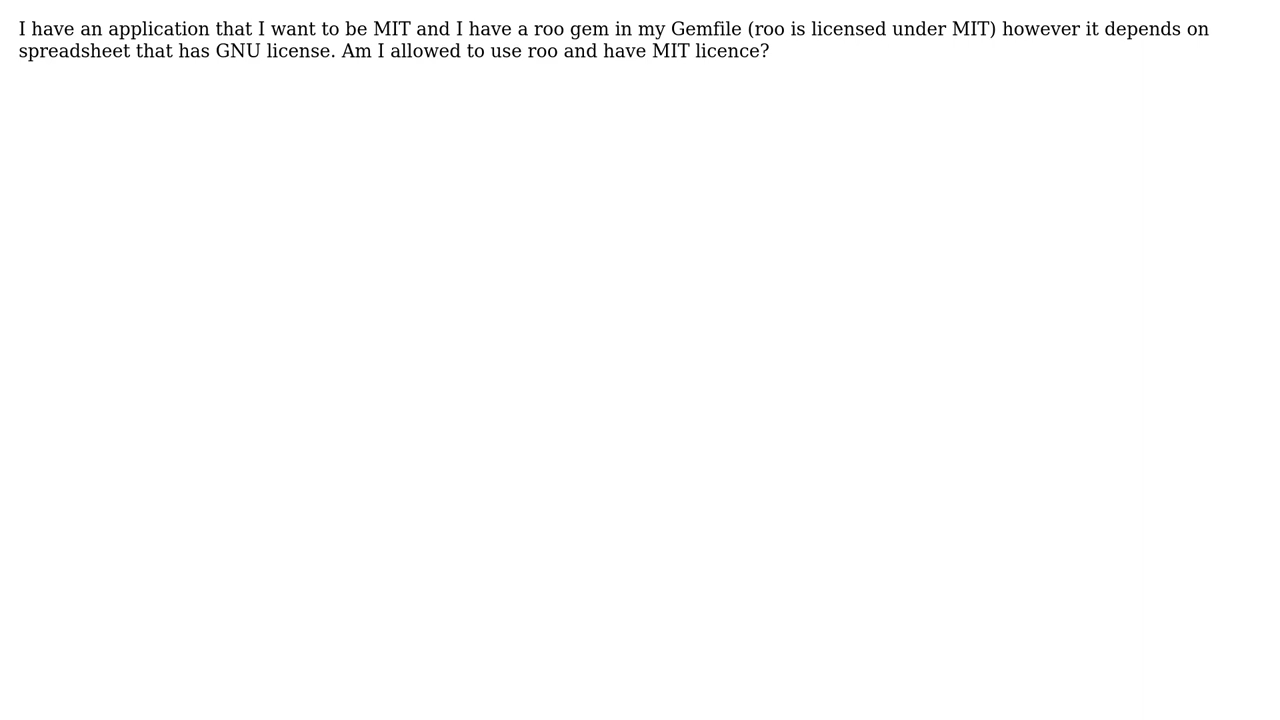 I have an application that I want to be MIT and I have a roo gem in my Gemfile (roo is licensed under MIT) however it depends on
spreadsheet that has GNU license. Am I allowed to use roo and have MIT licence?